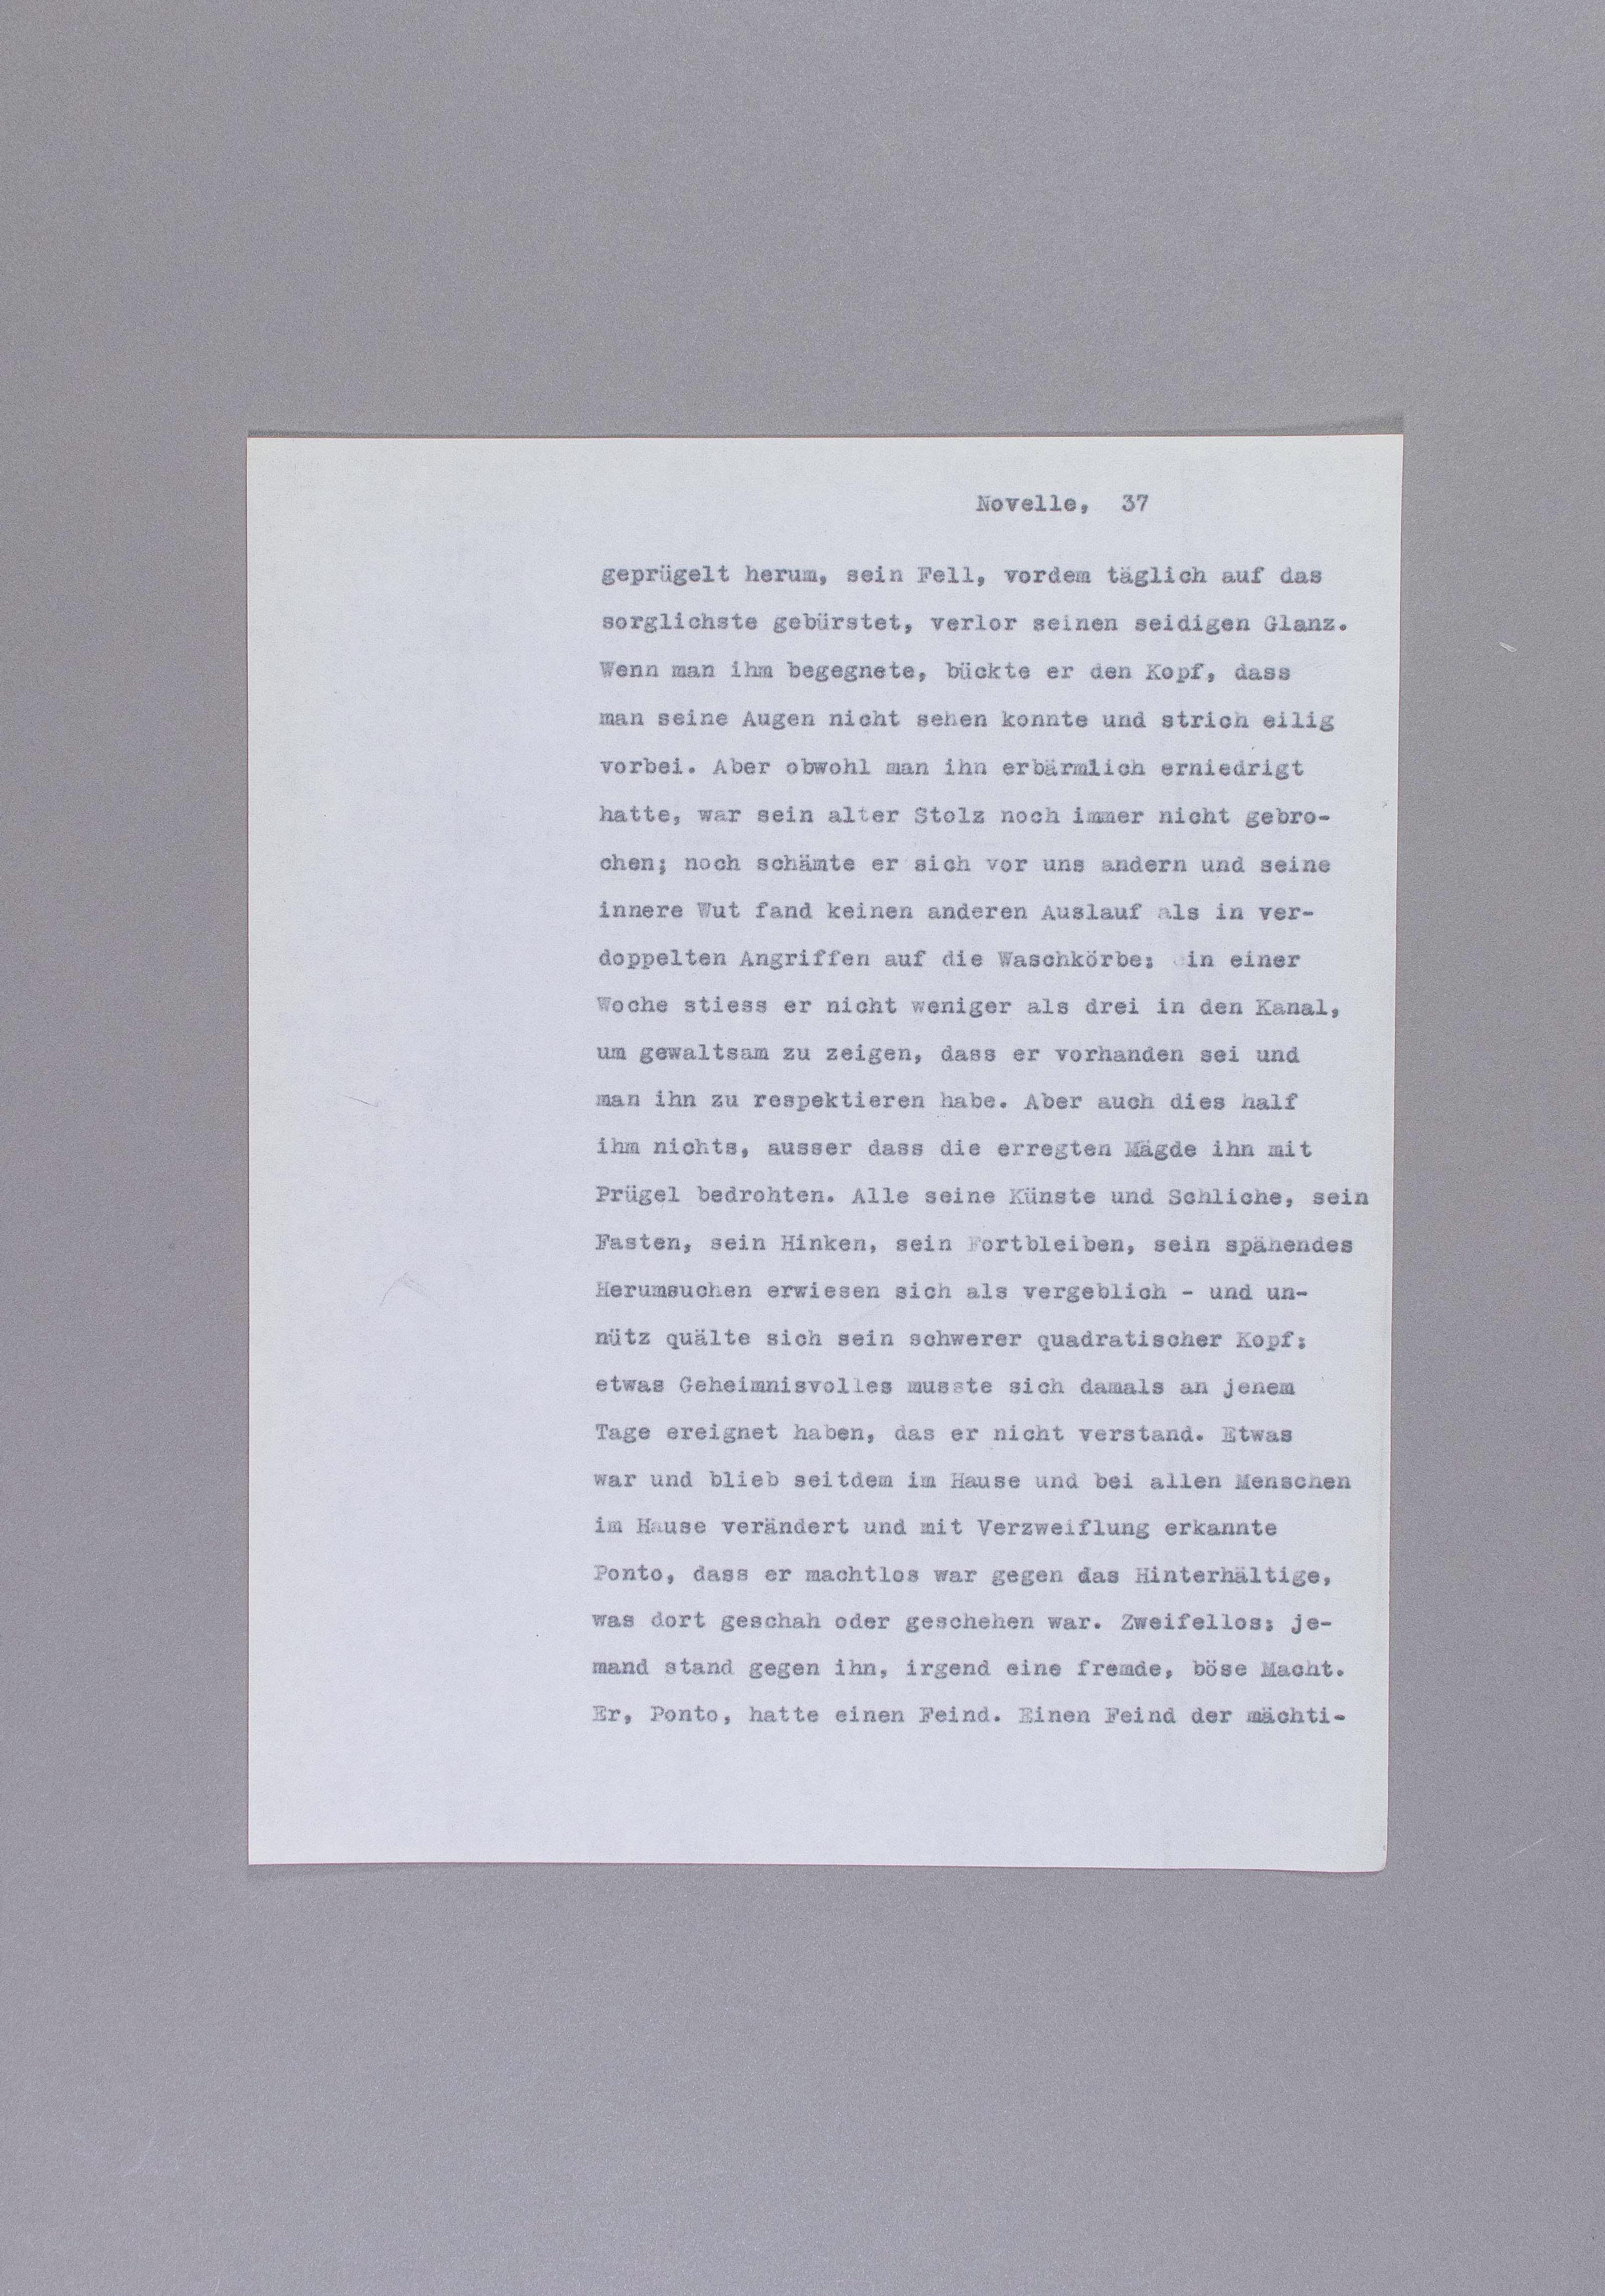 Novelle, 37
geprügelt herum, sein Fell, vordem täglich auf das
sorglichste gebürstet, verlor seinen seidigen Glanz.
Wenn man ihm begegnete, bückte er den Kopf, dass
man seine Augen nicht sehen konnte und strich eilig
vorbei. Aber obwohl man ihn erbärmlich erniedrigt
hatte, war sein alter Stolz noch immer nicht gebro-
chen; noch schämte er sich vor uns andern und seine
innere Wut fand keinen anderen Auslauf als in ver-
doppelten Angriffen auf die Waschkörbe; in einer
Woche stiess er nicht weniger als drei in den Kanal,
um gewaltsam zu zeigen, dass er vorhanden sei und
man ihn zu respektieren habe. Aber auch dies half
ihm nichts, ausser dass die erregten Mägde ihn mit
Prügel bedrohten. Alle seine Künste und Schliche, sein
Fasten, sein Hinken, sein Fortbleiben, sein spähendes
Herumsuchen erwiesen sich als vergeblich - und un-
nütz quälte sich sein schwerer quadratischer Kopf:
etwas Geheimnisvolles musste sich damals an jenem
Tage ereignet haben, das er nicht verstand. Etwas
war und blieb seitdem im Hause und bei allen Menschen
im Hause verändert und mit Verzweiflung erkannte
Ponto, dass er machtlos war gegen das Hinterhältige,
was dort geschah oder geschehen war. Zweifellos: je-
mand stand gegen ihn, irgend eine fremde, böse Macht.
Er, Ponto, hatte einen Feind. Einen Feind der mächti-